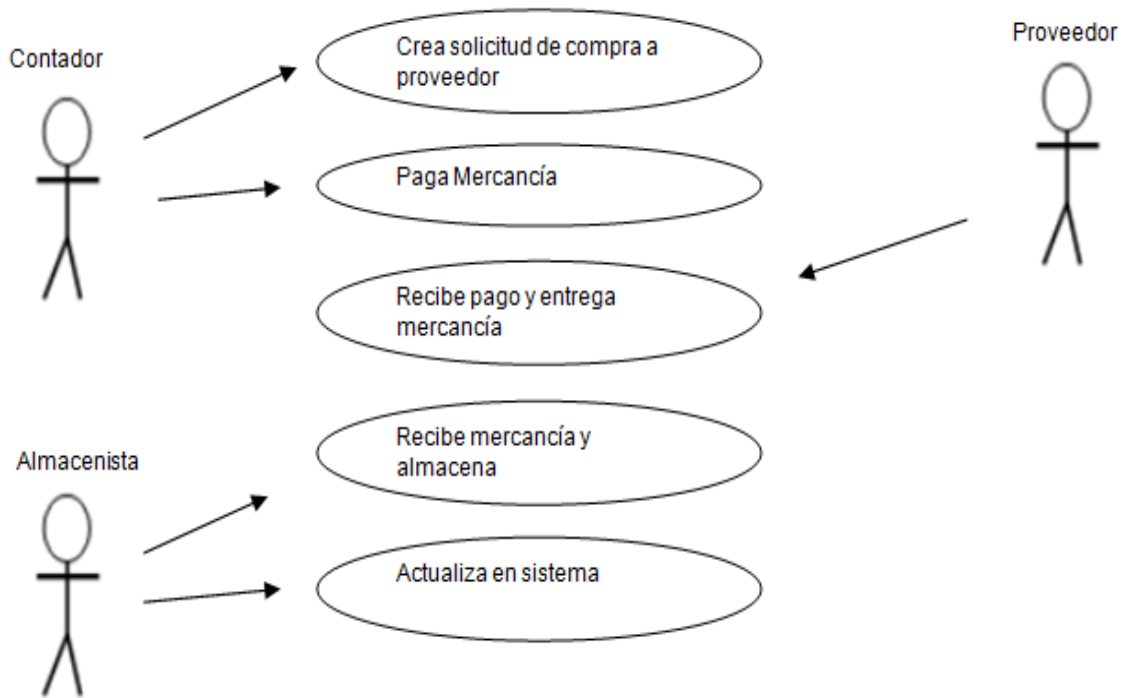 Contador
Crea solicitud de compra a
proveedor
Proveedor
Paga Mercancía
Recibe pago y entrega
mercancía
Almacenista
Recibe mercancía y
almacena
Actualiza en sistema